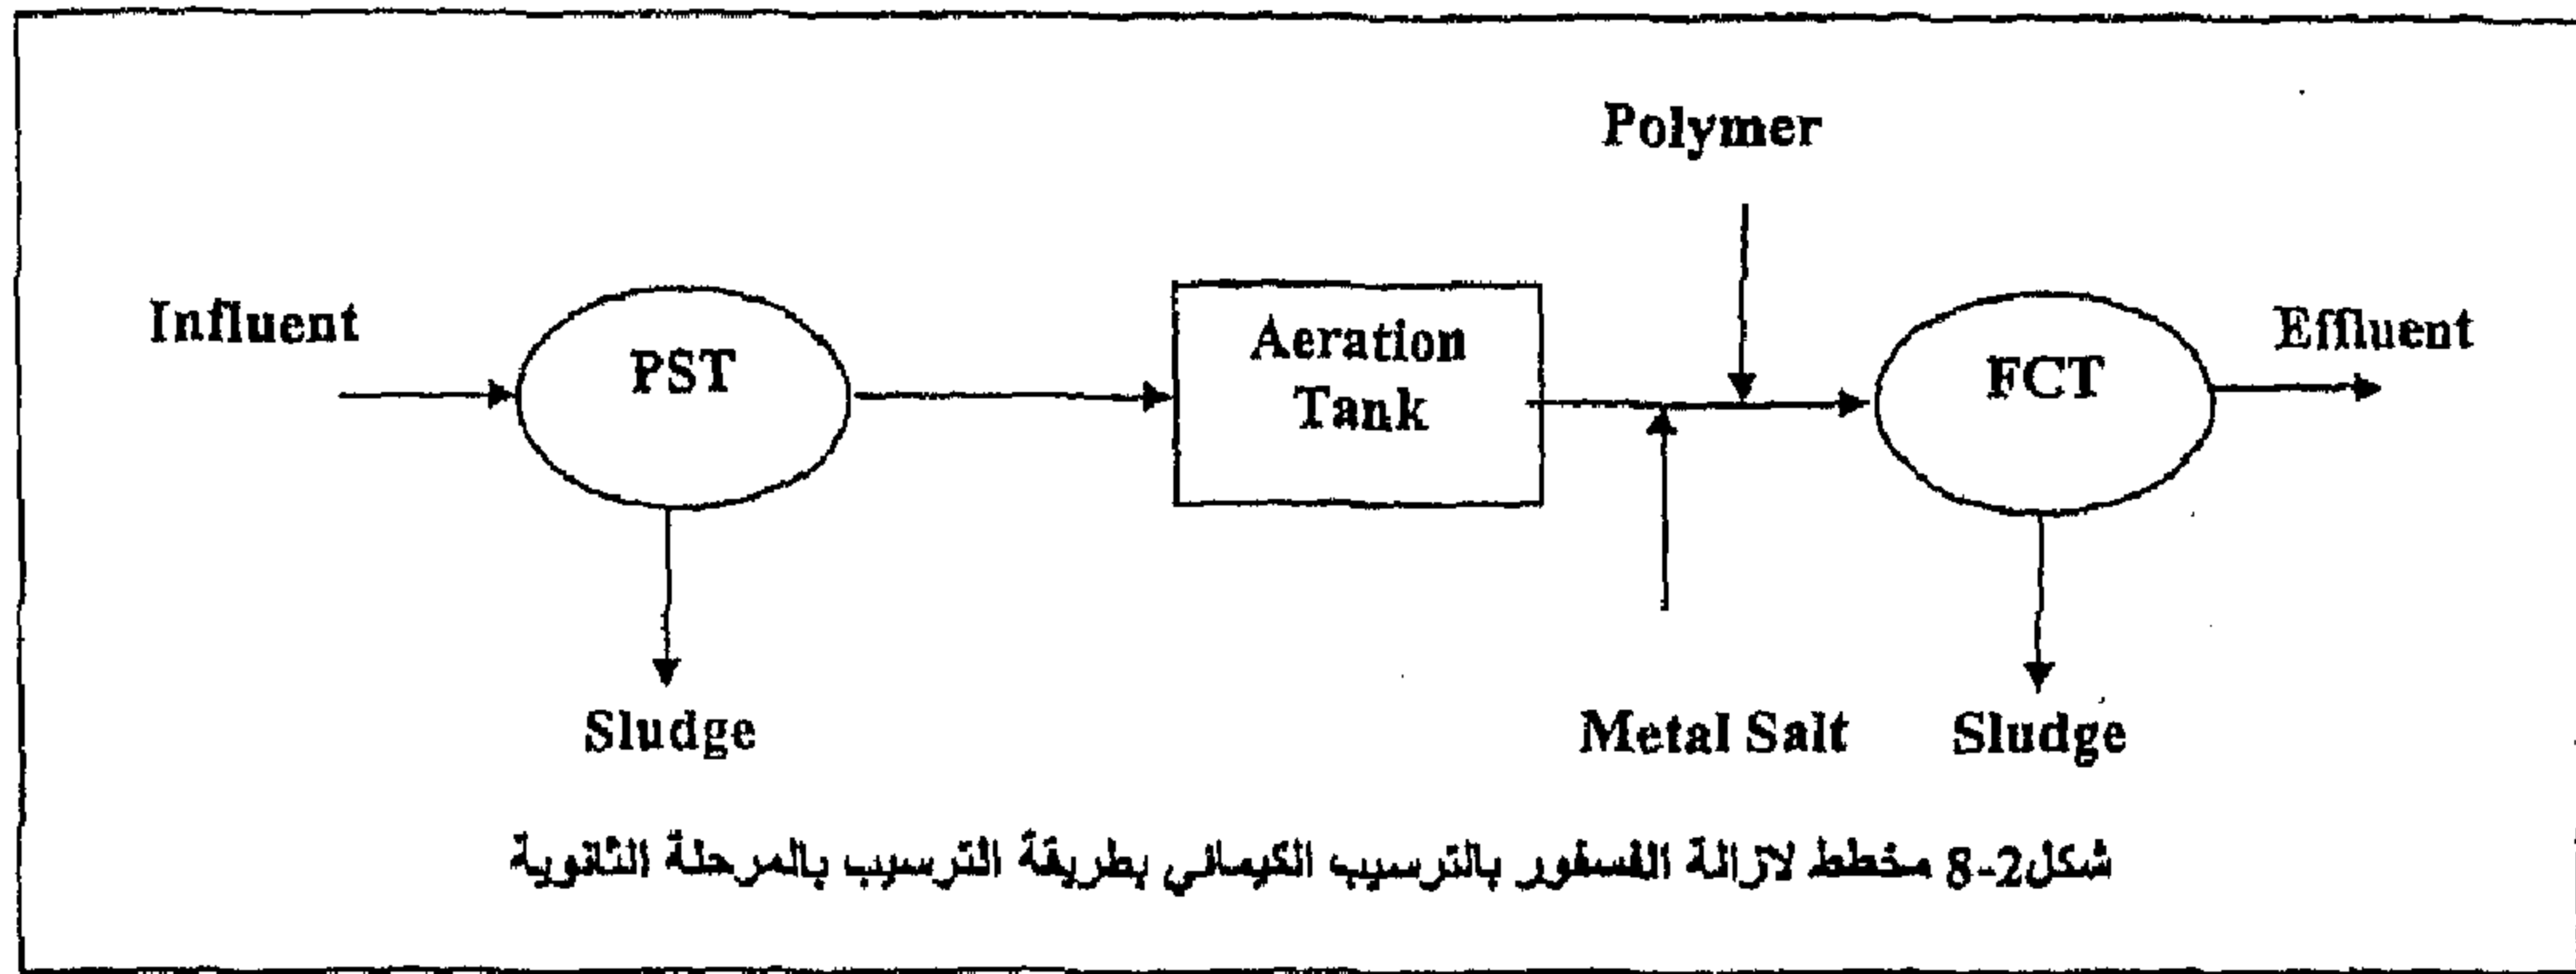 Polymer
Influent
PST
Aeration
Tank
FCT
Effluent
Sludge
Metal Salt
Sludge
شكل2-8 مخطط لازالة الفسفور بالترسيب الكيمائي بطريقة الترسيب بالمرحلة الثانوية